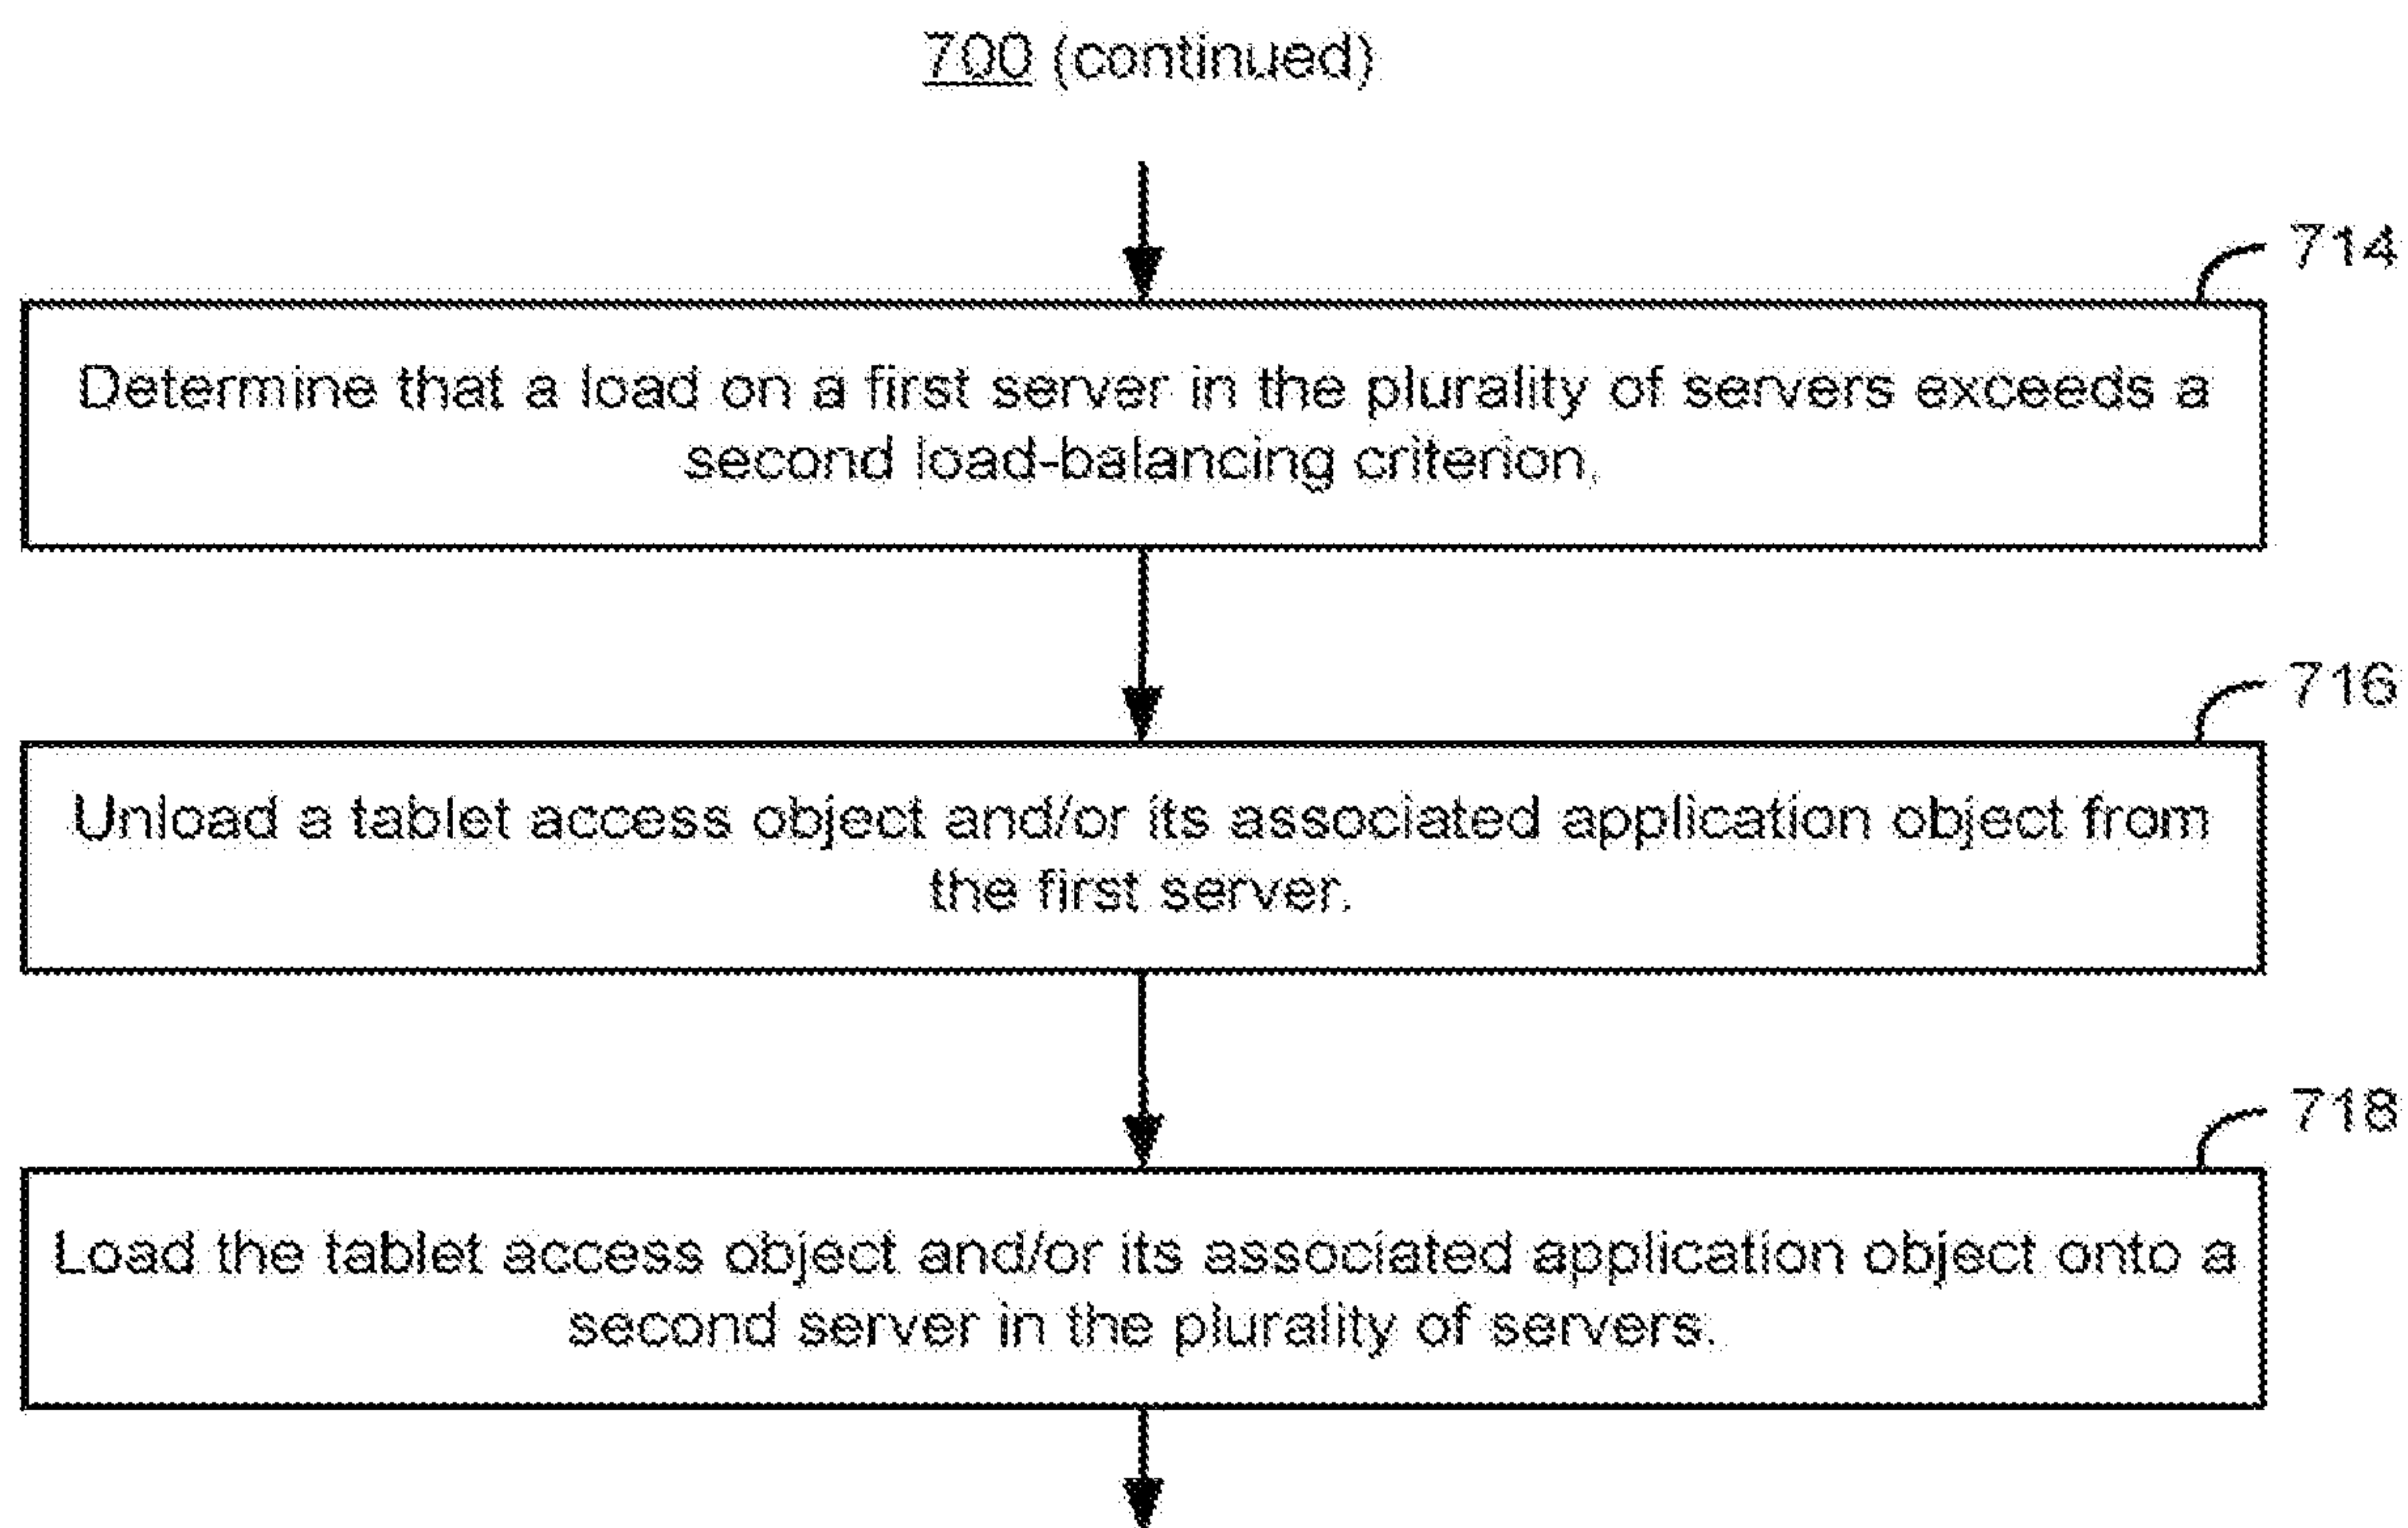 700 (continued)
714
Determine that a load on a first server in the plurality of servers exceeds a
second load-balancing criterion.
716
Unload a tablet access object and/or its associated application object from
the first server.
718
Load the tablet access object and/or its associated application object onto a
second server in the plurality of servers.